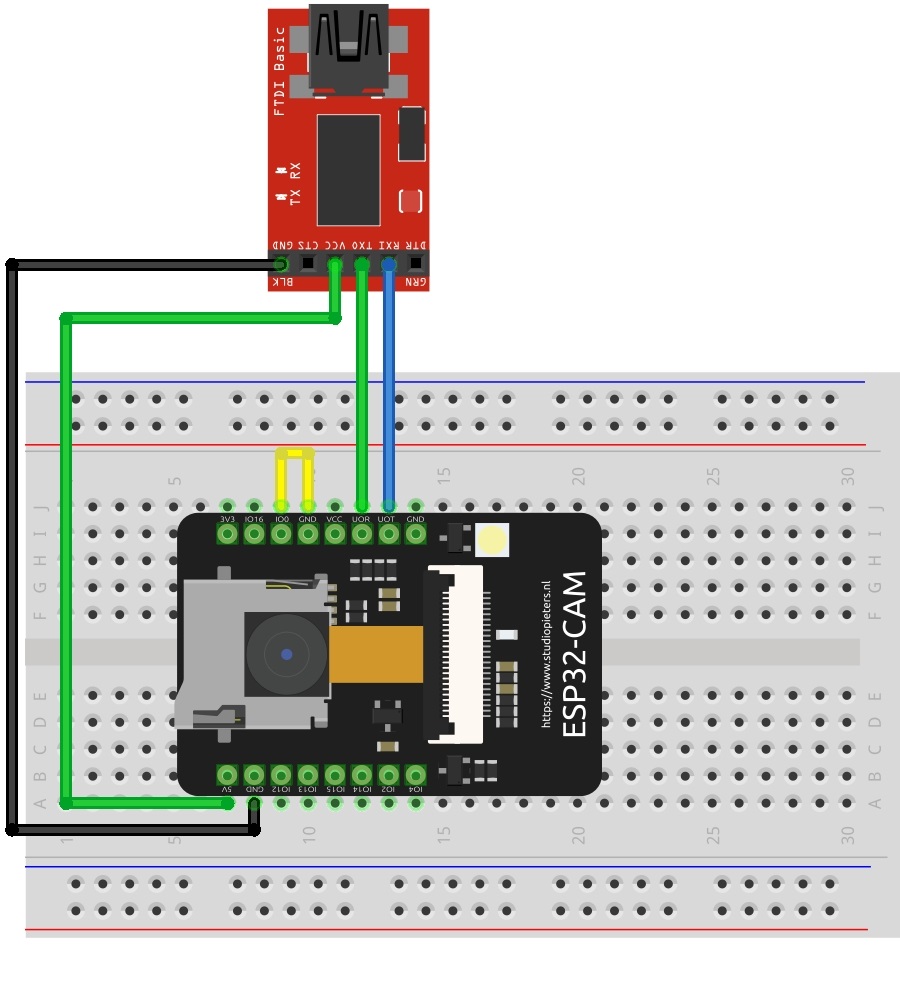 FTDI Basic
TX RX
GND CTS VCC TXO RXI DTR
BLK GRN
5 10 15 20 25 30
J
I
H
G
F
3V3 IO16 IO0 GND VCC UOR UOT GND
https://www.studiopieters.nl
ESP32-CAM
E
D
C
B
A
5V GND IO12 IO13 IO15 IO14 IO2 IO4
1 5 10 15 20 25 30
J
I
H
G
F
E
D
C
B
A